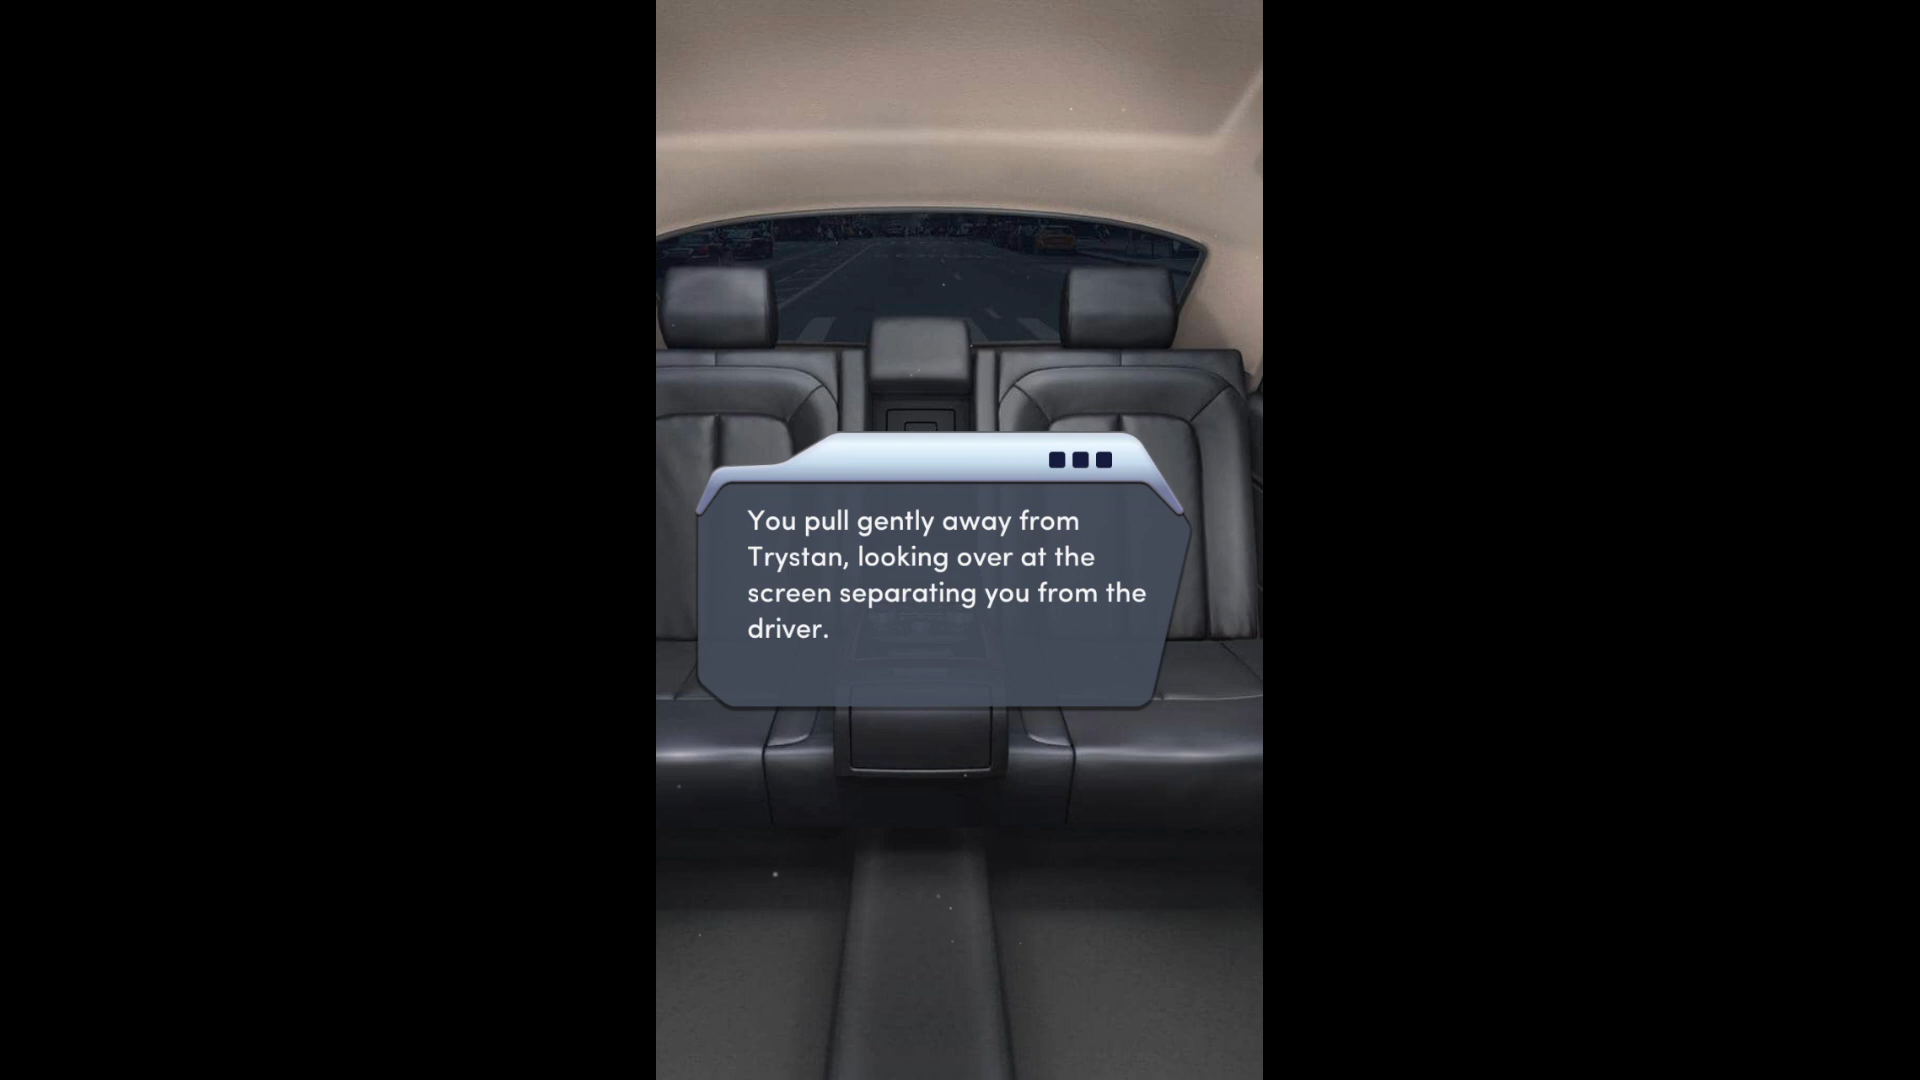 You pull gently away from
Trystan, looking over at the
screen separating you from the
driver.